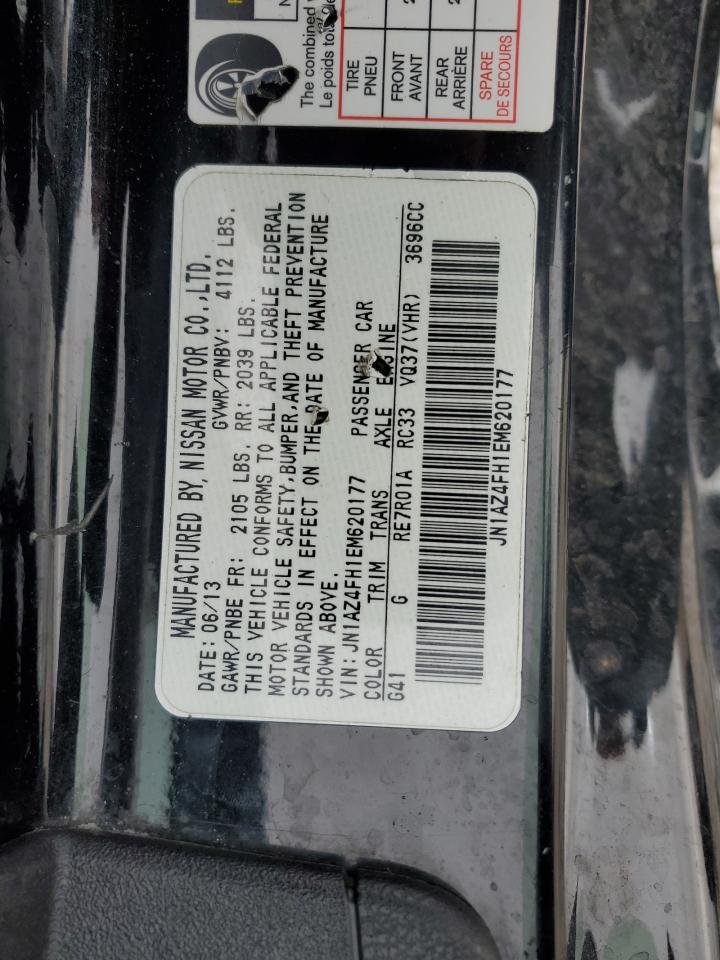 The combined
Le poids
TIRE
PNEU
FRONT
AVANT
REAR
ARRIÈRE
SPARE
DE SECOURS
MANUFACTURED BY, NISSAN MOTOR CO.,LTD.
DATE: 06/13 GVWR/PNBV: 4112 LBS.
GAWR/PNBE FR: 2105 LBS. RR: 2039 LBS.
THIS VEHICLE CONFORMS TO ALL APPLICABLE FEDERAL
MOTOR VEHICLE SAFETY,BUMPER,AND THEFT PREVENTION
STANDARDS IN EFFECT ON THE DATE OF MANUFACTURE
SHOWN ABOVE.
VIN: JN1AZ4FH1EM620177 PASSENGER CAR
COLOR TRIM TRANS AXLE ENGINE
G41 G RE7R01A RC33 VQ37(VHR) 3696CC
JN1AZ4FH1EM620177